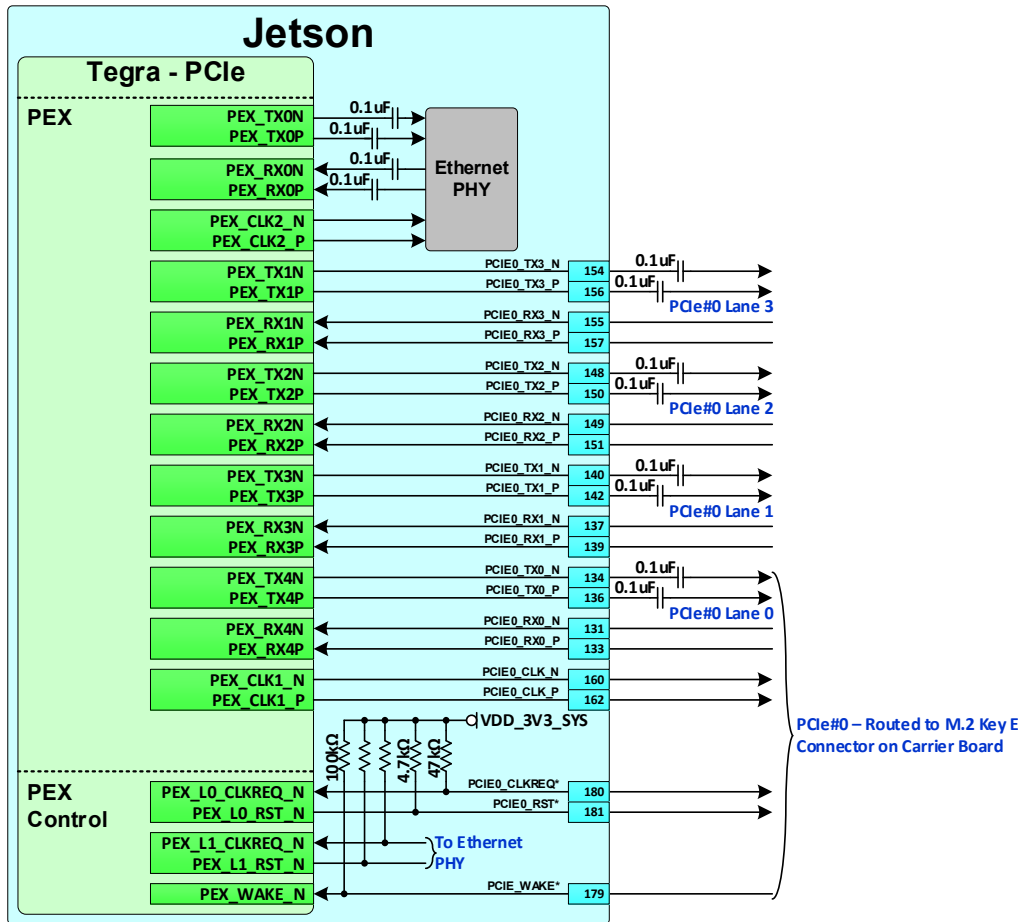 Jetson
Tegra - PCIe
PEX
PEX_TX0N
0.1uF
PEX_TX0P
0.1uF
PEX_RX0N
0.1uF
PEX_RX0P
0.1uF
Ethernet
PHY
PEX_CLK2_N
PEX_CLK2_P
PEX_TX1N PCIE0_TX3_N 154 0.1uF
PEX_TX1P PCIE0_TX3_P 156 0.1uF
PCIe#0 Lane 3
PEX_RX1N PCIE0_RX3_N 155
PEX_RX1P PCIE0_RX3_P 157
PEX_TX2N PCIE0_TX2_N 148 0.1uF
PEX_TX2P PCIE0_TX2_P 150 0.1uF
PCIe#0 Lane 2
PEX_RX2N PCIE0_RX2_N 149
PEX_RX2P PCIE0_RX2_P 151
PEX_TX3N PCIE0_TX1_N 140 0.1uF
PEX_TX3P PCIE0_TX1_P 142 0.1uF
PCIe#0 Lane 1
PEX_RX3N PCIE0_RX1_N 137
PEX_RX3P PCIE0_RX1_P 139
PEX_TX4N PCIE0_TX0_N 134 0.1uF
PEX_TX4P PCIE0_TX0_P 136 0.1uF
PCIe#0 Lane 0
PEX_RX4N PCIE0_RX0_N 131
PEX_RX4P PCIE0_RX0_P 133
PEX_CLK1_N PCIE0_CLK_N 160
PEX_CLK1_P PCIE0_CLK_P 162
VDD_3V3_SYS
100kΩ
4.7kΩ
47kΩ
PCIe#0 – Routed to M.2 Key E
Connector on Carrier Board
PEX
Control
PEX_L0_CLKREQ_N PCIE0_CLKREQ* 180
PEX_L0_RST_N PCIE0_RST* 181
PEX_L1_CLKREQ_N
PEX_L1_RST_N
To Ethernet
PHY
PEX_WAKE_N PCIE_WAKE* 179